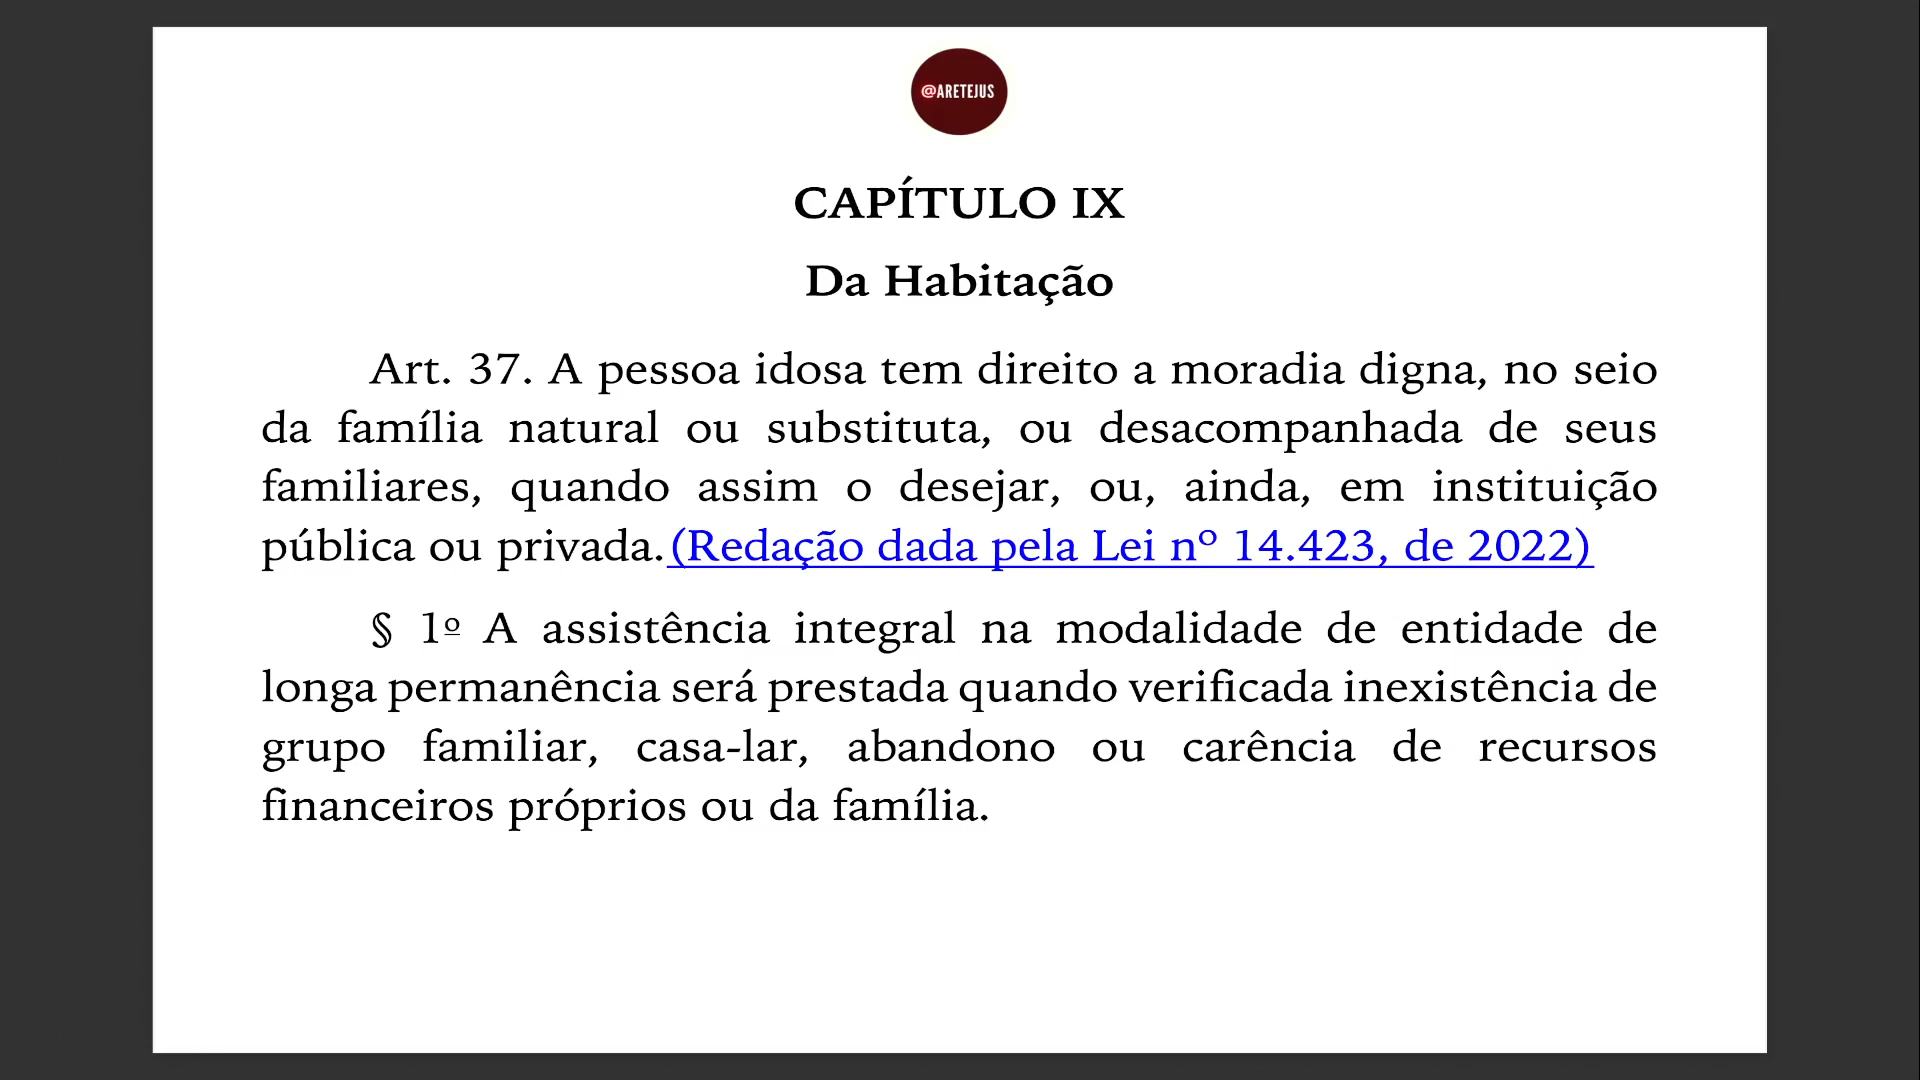 @ARETEJUS
CAPÍTULO IX
Da Habitação
Art. 37. A pessoa idosa tem direito a moradia digna, no seio
da família natural ou substituta, ou desacompanhada de seus
familiares, quando assim o desejar, ou, ainda, em instituição
pública ou privada. (Redação dada pela Lei nº 14.423, de 2022)
§ 1º A assistência integral na modalidade de entidade de
longa permanência será prestada quando verificada inexistência de
grupo familiar, casa-lar, abandono ou carência de recursos
financeiros próprios ou da família.